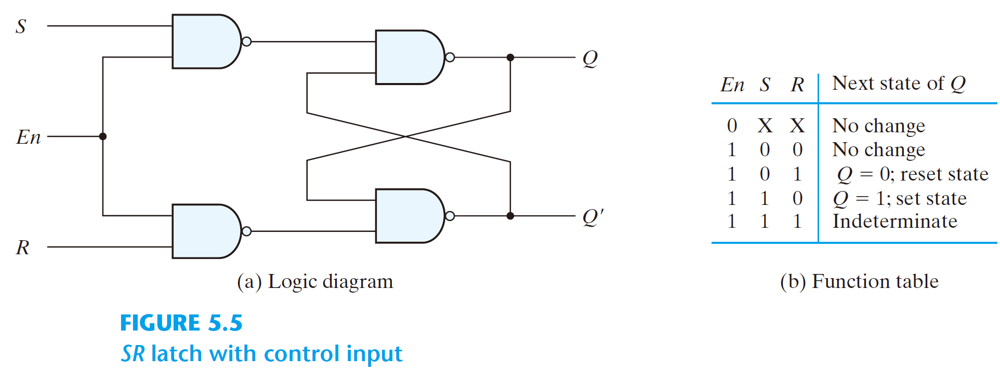 S
Q
En
Q′
R
(a) Logic diagram
En S R Next state of Q
0 X X No change
1 0 0 No change
1 0 1 Q = 0; reset state
1 1 0 Q = 1; set state
1 1 1 Indeterminate
(b) Function table
FIGURE 5.5
SR latch with control input